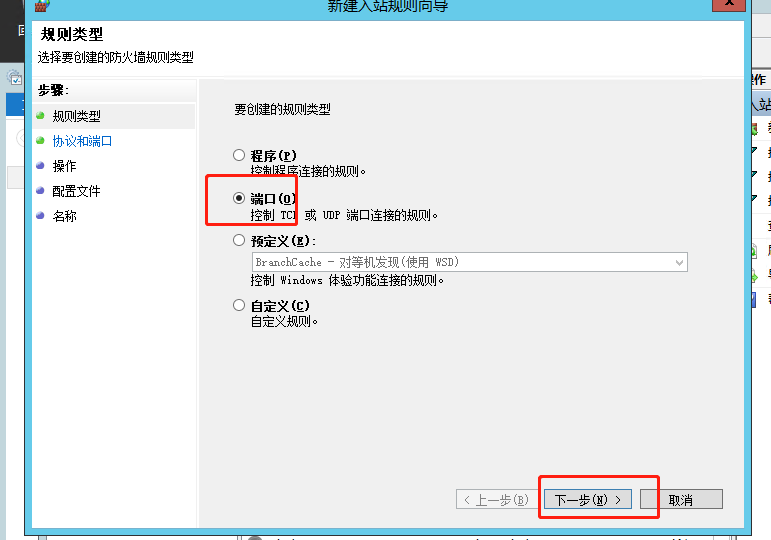 新建入站规则向导
规则类型
选择要创建的防火墙规则类型
步骤:
规则类型
协议和端口
操作
配置文件
名称
要创建的规则类型
程序(P)
控制程序连接的规则。
端口(O)
控制 TCP 或 UDP 端口连接的规则。
预定义(E):
BranchCache - 对等机发现(使用 WSD)
控制 Windows 体验功能连接的规则。
自定义(C)
自定义规则。
< 上一步(B)
下一步(N) >
取消